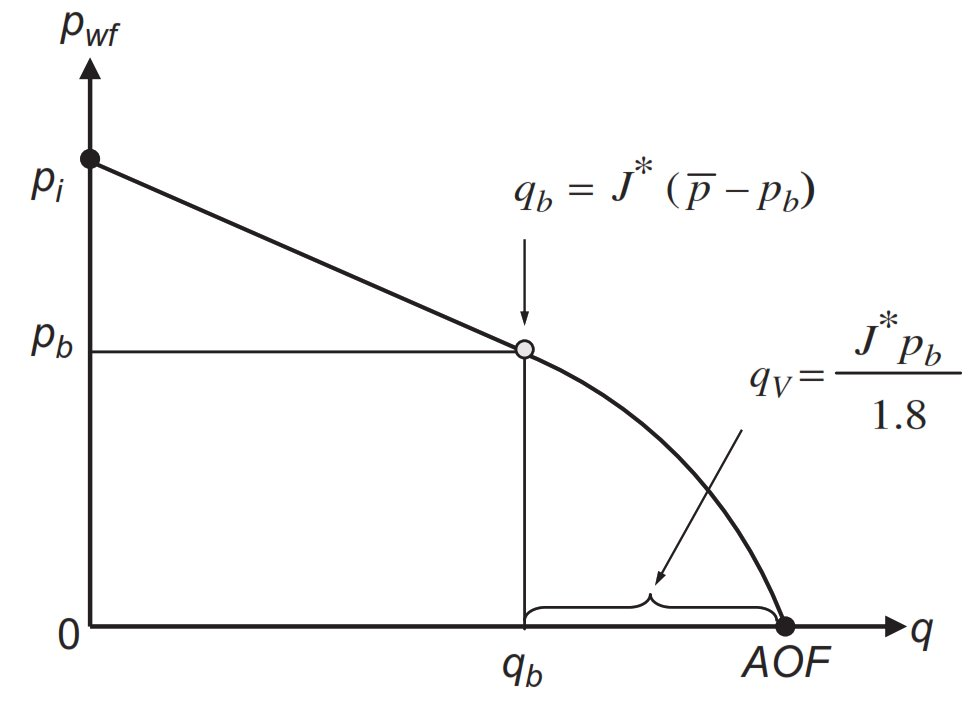 p_wf
p_i
q_b = J* (p̅ – p_b)
p_b
q_V = J* p_b / 1.8
0
q
q_b
AOF